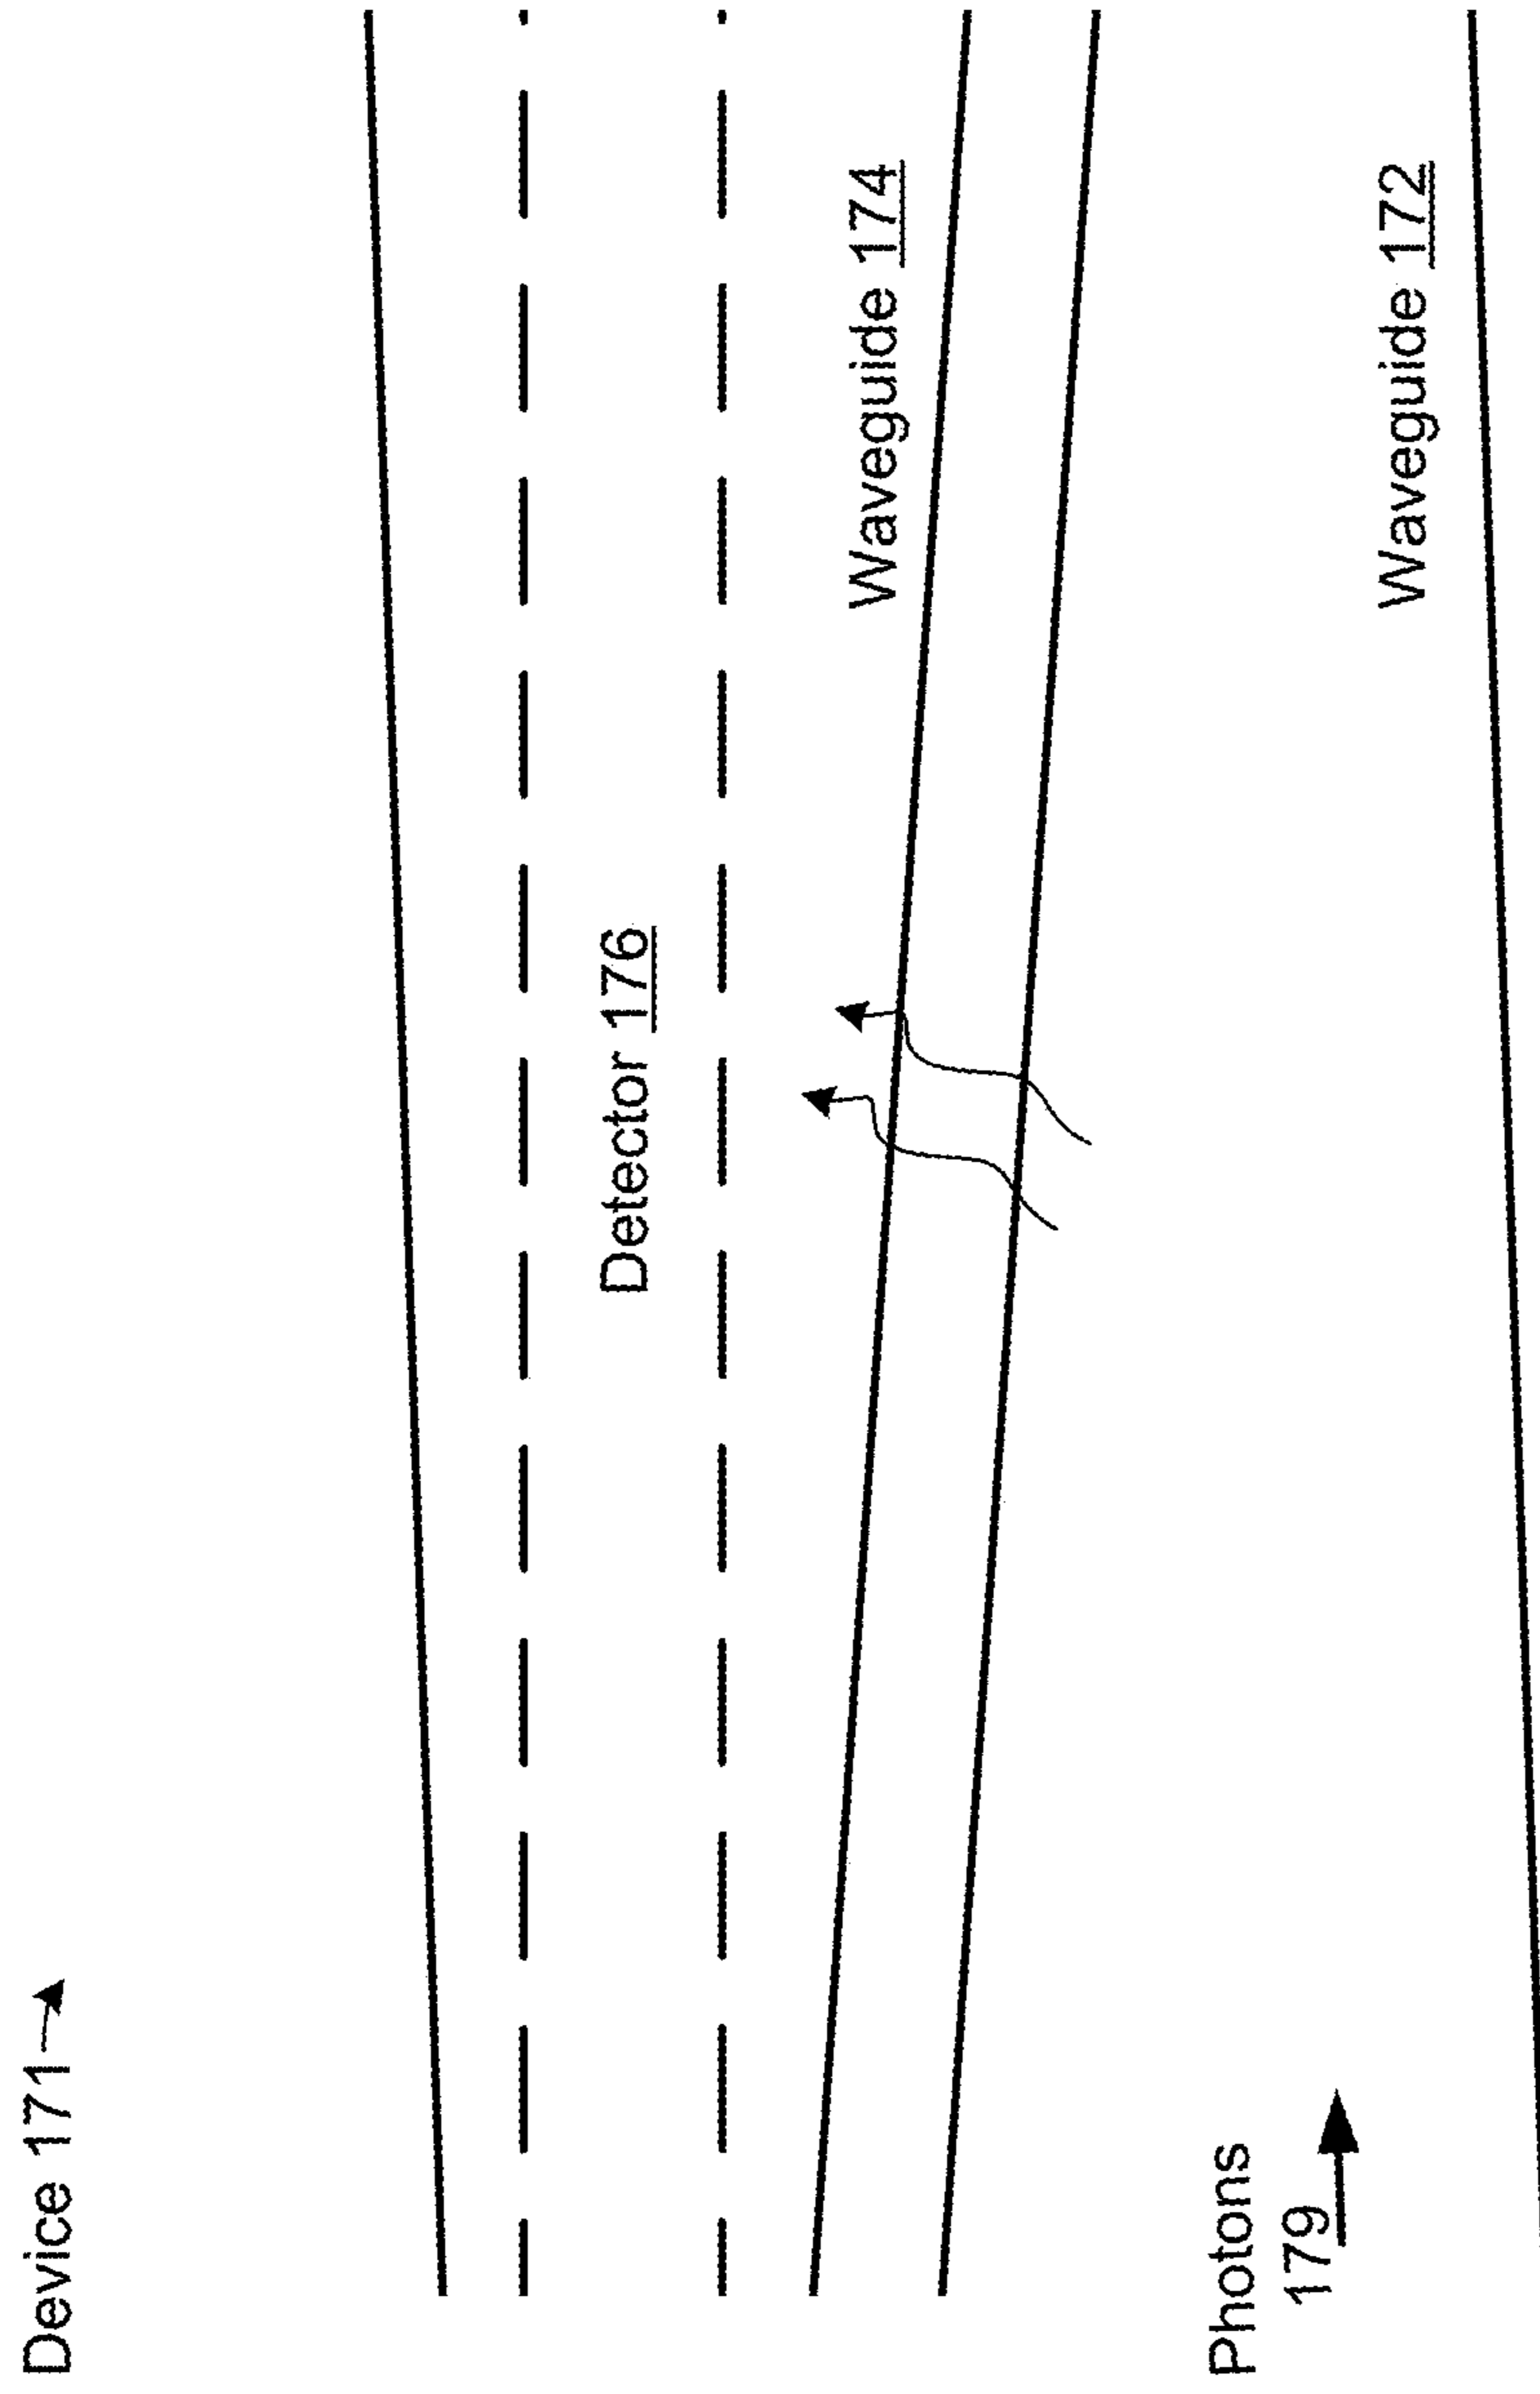 Device 171
Detector 176
Waveguide 174
Photons
179
Waveguide 172